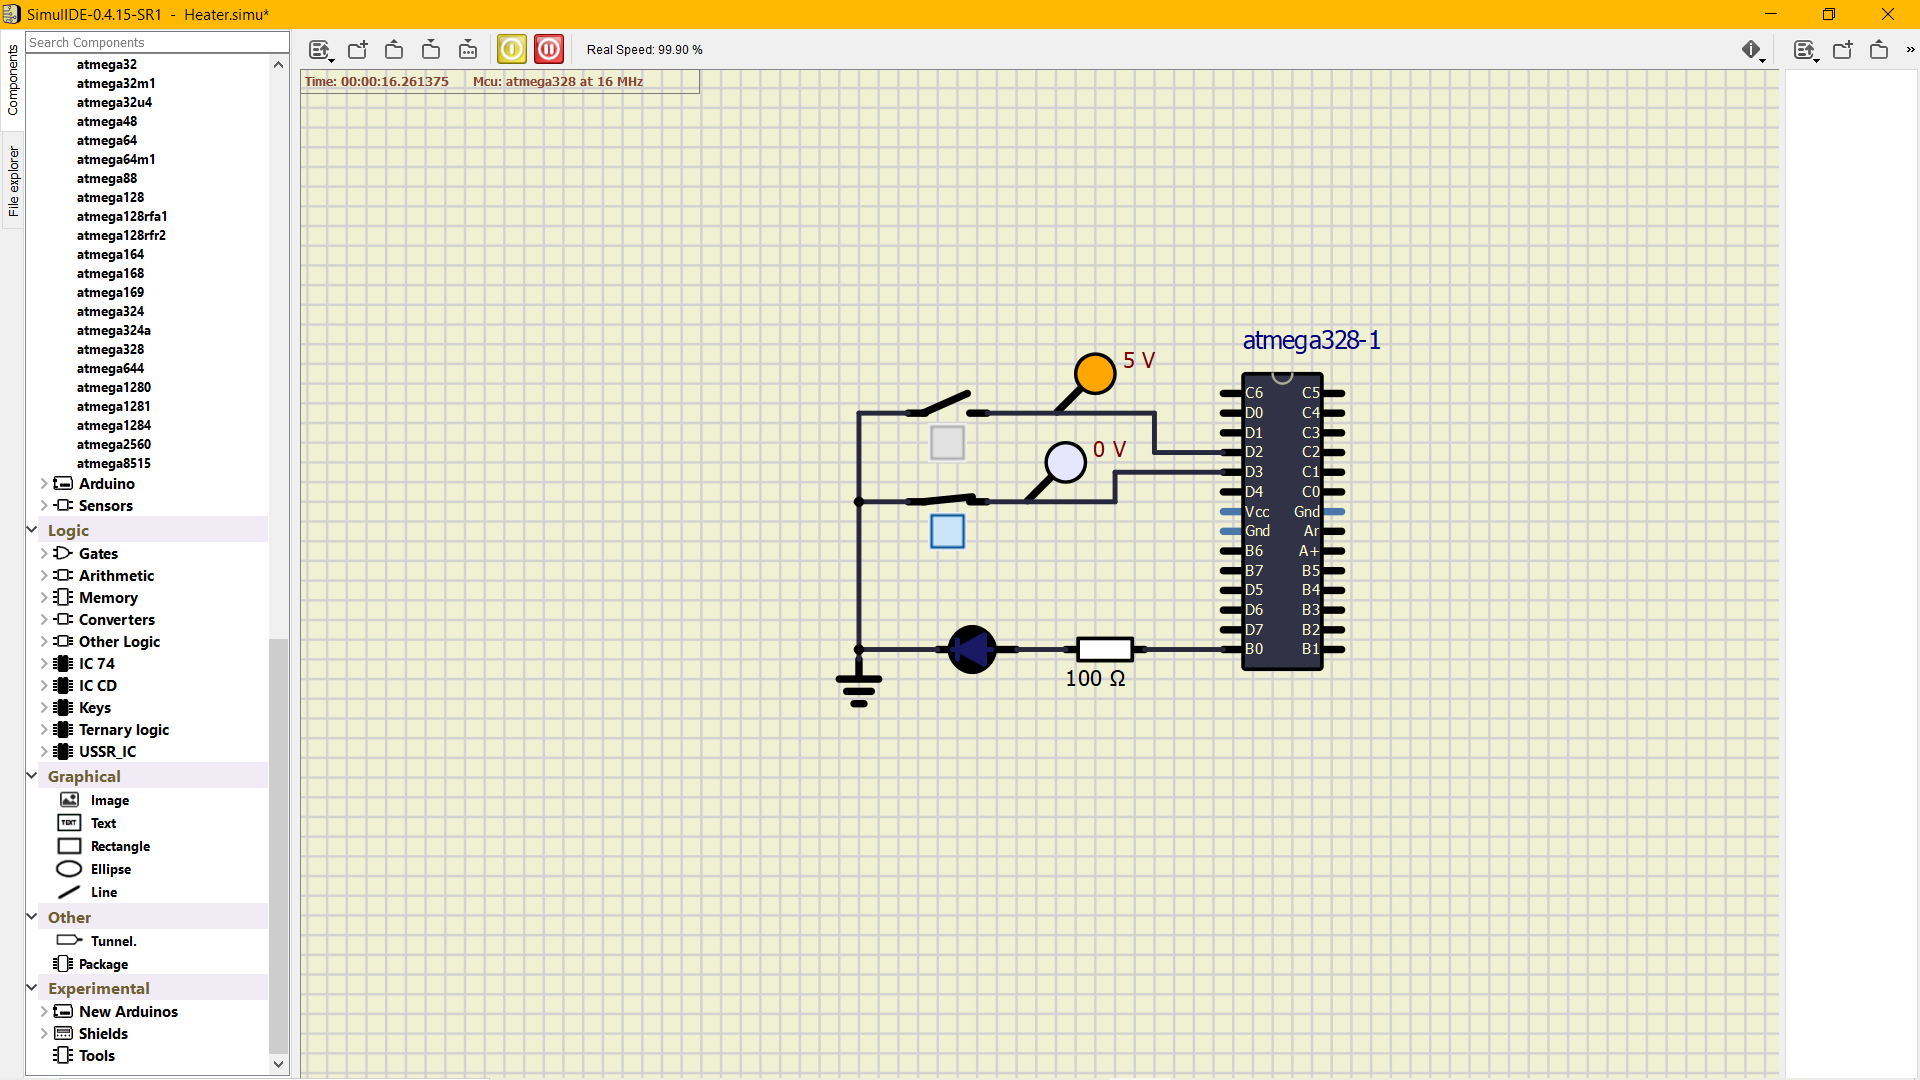 SimulIDE-0.4.15-SR1 - Heater.simu*
Search Components
Real Speed: 99.90 %
»
Components
File explorer
Time: 00:00:16.261375 Mcu: atmega328 at 16 MHz
atmega32
atmega32m1
atmega32u4
atmega48
atmega64
atmega64m1
atmega88
atmega128
atmega128rfa1
atmega128rfr2
atmega164
atmega168
atmega169
atmega324
atmega324a
atmega328
atmega644
atmega1280
atmega1281
atmega1284
atmega2560
atmega8515
Arduino
Sensors
Logic
Gates
Arithmetic
Memory
Converters
Other Logic
IC 74
IC CD
Keys
Ternary logic
USSR_IC
Graphical
Image
TEXT Text
Rectangle
Ellipse
Line
Other
Tunnel.
Package
Experimental
New Arduinos
Shields
Tools
atmega328-1
5 V
0 V
100 Ω
C6 C5
D0 C4
D1 C3
D2 C2
D3 C1
D4 C0
Vcc Gnd
Gnd Ar
B6 A+
B7 B5
D5 B4
D6 B3
D7 B2
B0 B1